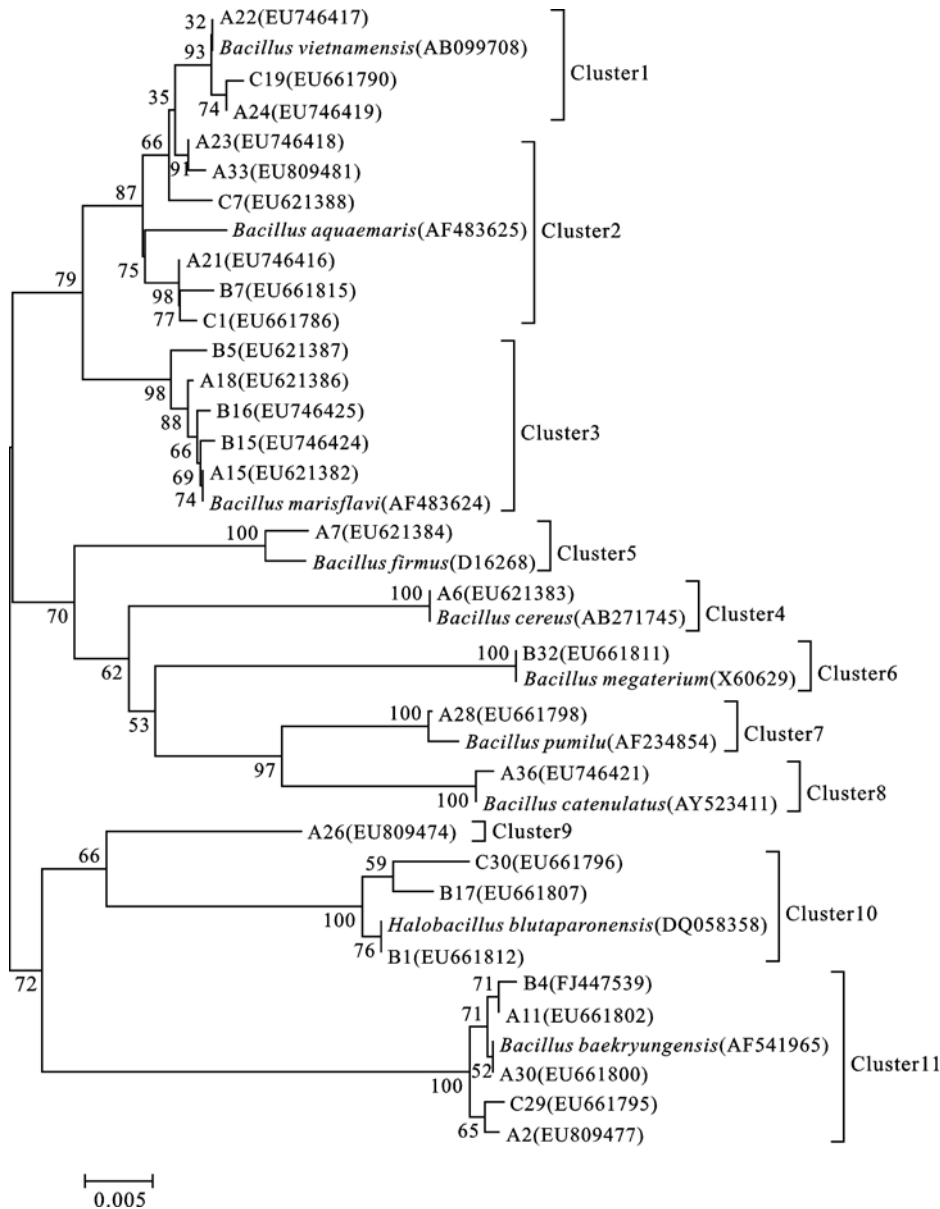 32
A22(EU746417)
Bacillus vietnamensis(AB099708)
93
Cluster1
C19(EU661790)
35
74
A24(EU746419)
66
A23(EU746418)
91
A33(EU809481)
87
C7(EU621388)
Bacillus aquaemaris(AF483625)
Cluster2
75
A21(EU746416)
79
98
B7(EU661815)
77
C1(EU661786)
B5(EU621387)
98
A18(EU621386)
88
B16(EU746425)
Cluster3
66
B15(EU746424)
69
A15(EU621382)
74
Bacillus marisflavi(AF483624)
100
A7(EU621384)
Cluster5
Bacillus firmus(D16268)
70
100
A6(EU621383)
Cluster4
Bacillus cereus(AB271745)
62
100
B32(EU661811)
Cluster6
Bacillus megaterium(X60629)
53
100
A28(EU661798)
Cluster7
Bacillus pumilu(AF234854)
97
A36(EU746421)
Cluster8
100
Bacillus catenulatus(AY523411)
A26(EU809474)
Cluster9
66
59
C30(EU661796)
B17(EU661807)
Cluster10
100
Halobacillus blutaparonensis(DQ058358)
76
B1(EU661812)
72
71
B4(FJ447539)
71
A11(EU661802)
Bacillus baekryungensis(AF541965)
Cluster11
52
A30(EU661800)
100
C29(EU661795)
65
A2(EU809477)
0.005